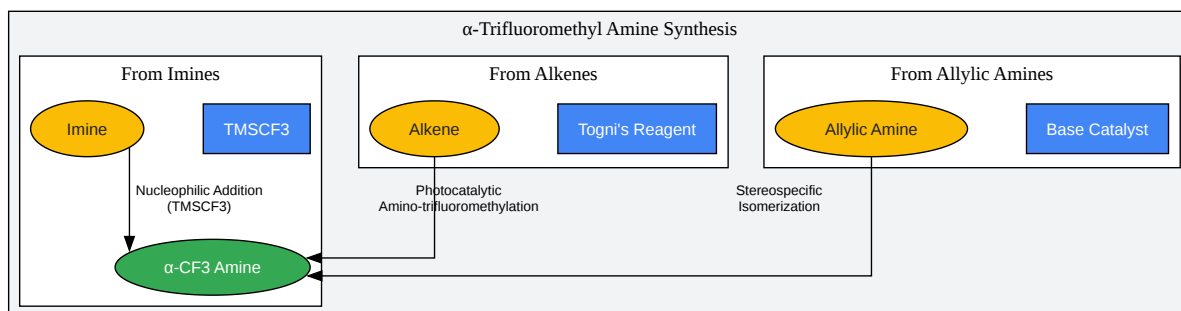 α-Trifluoromethyl Amine Synthesis
From Imines
Imine
TMSCF3
Nucleophilic Addition
(TMSCF3)
α-CF3 Amine
From Alkenes
Alkene
Togni's Reagent
Photocatalytic
Amino-trifluoromethylation
From Allylic Amines
Allylic Amine
Base Catalyst
Stereospecific
Isomerization